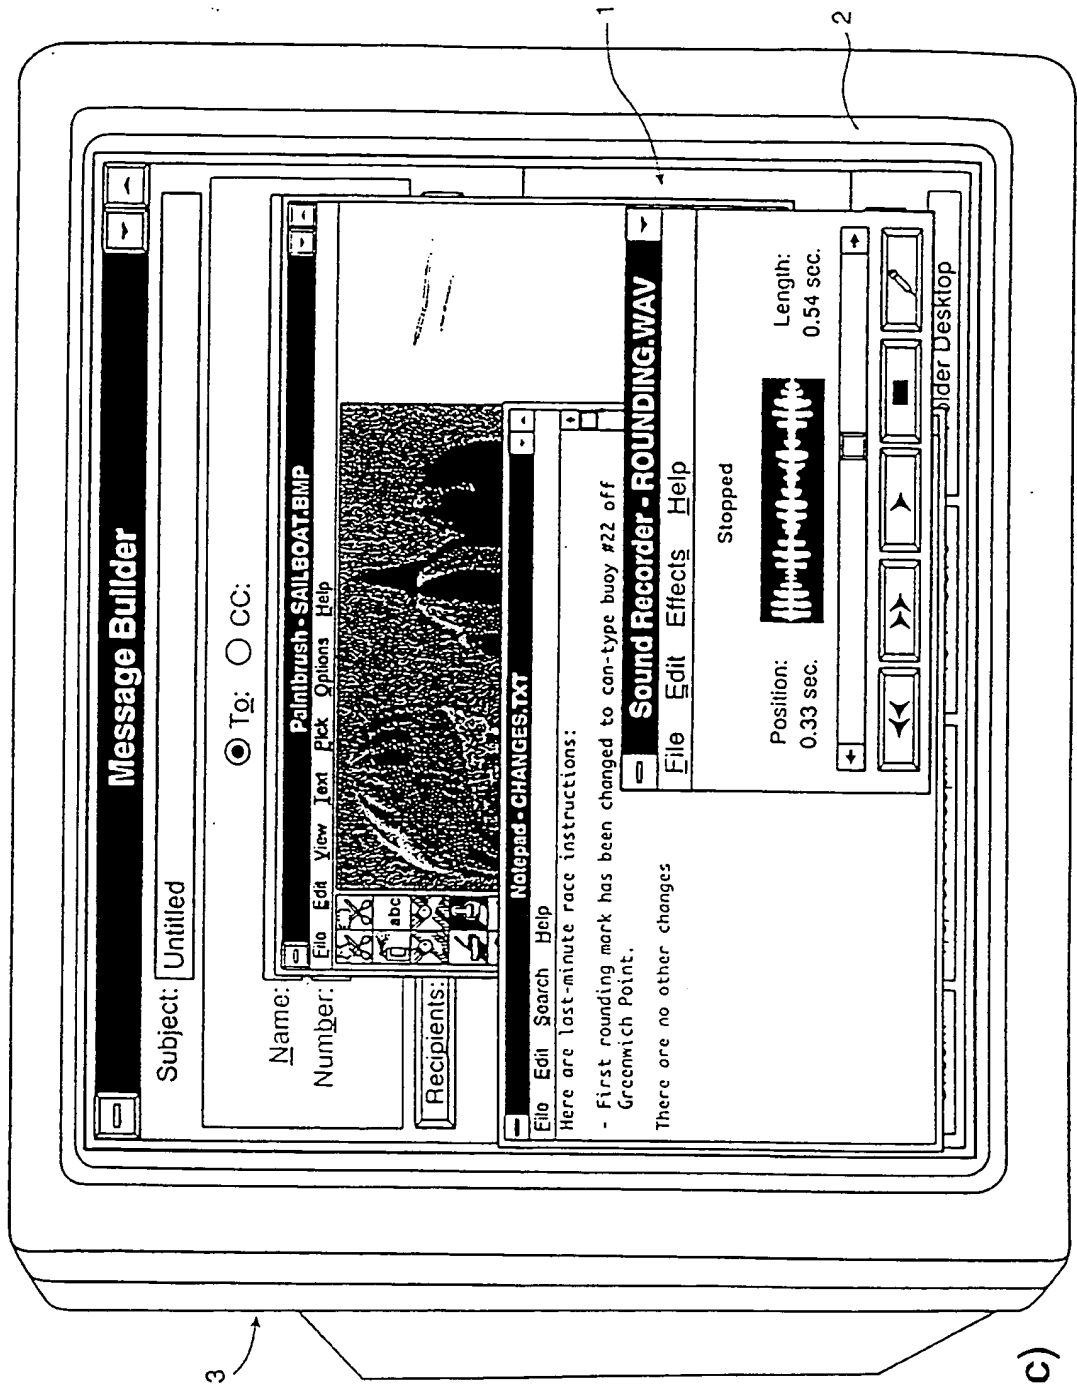 Message Builder
Subject: Untitled
To: CC:
Name:
Number:
Recipients:
Paintbrush - SAILBOAT.BMP
File Edit View Text Pick Options Help
abc
Notepad - CHANGES.TXT
File Edit Search Help
Here are last-minute race instructions:
- First rounding mark has been changed to can-type buoy #22 off
Greenwich Point.
There are no other changes
Sound Recorder - ROUNDING.WAV
File Edit Effects Help
Stopped
Position:
0.33 sec.
Length:
0.54 sec.
older Desktop
1
2
3
c)